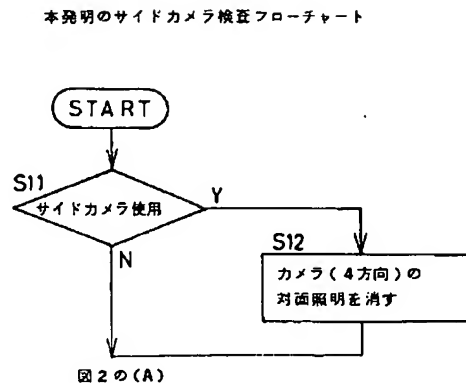 本発明のサイドカメラ検査フローチャート
START
S11
サイドカメラ使用
Y
N
S12
カメラ(4方向)の
対面照明を消す
図2の(A)